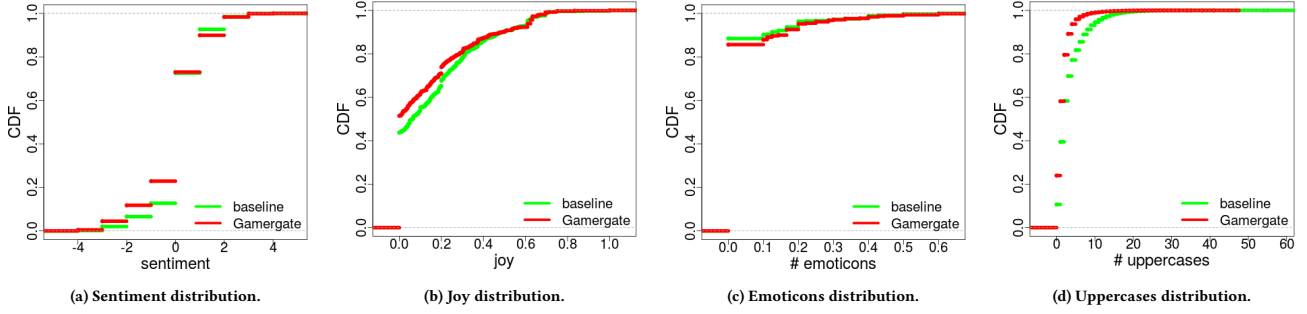 CDF
0.0 0.2 0.4 0.6 0.8 1.0
baseline
Gamergate
-4 -2 0 2 4
sentiment
(a) Sentiment distribution.
CDF
0.0 0.2 0.4 0.6 0.8 1.0
baseline
Gamergate
0.0 0.2 0.4 0.6 0.8 1.0
joy
(b) Joy distribution.
CDF
0.0 0.2 0.4 0.6 0.8 1.0
baseline
Gamergate
0.0 0.1 0.2 0.3 0.4 0.5 0.6
# emoticons
(c) Emoticons distribution.
CDF
0.0 0.2 0.4 0.6 0.8 1.0
baseline
Gamergate
0 10 20 30 40 50 60
# uppercases
(d) Uppercases distribution.